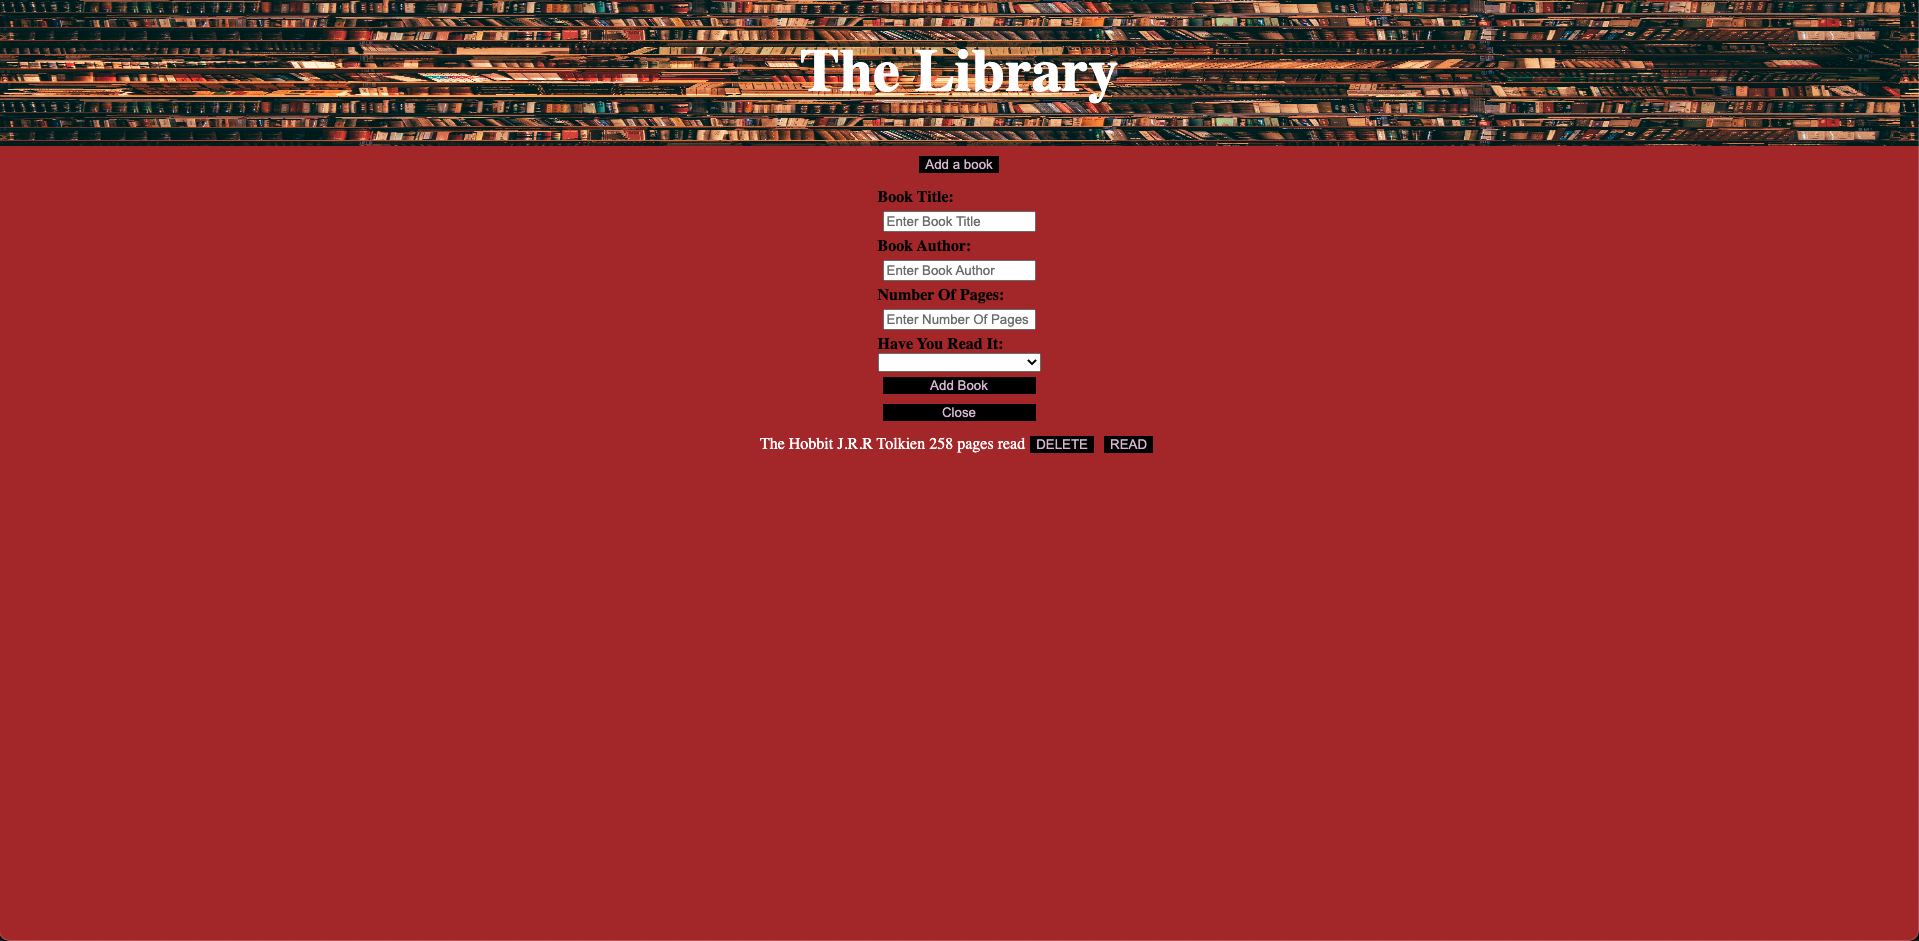 The Library
Add a book
Book Title:
Enter Book Title
Book Author:
Enter Book Author
Number Of Pages:
Enter Number Of Pages
Have You Read It:
Add Book
Close
The Hobbit J.R.R Tolkien 258 pages read DELETE READ